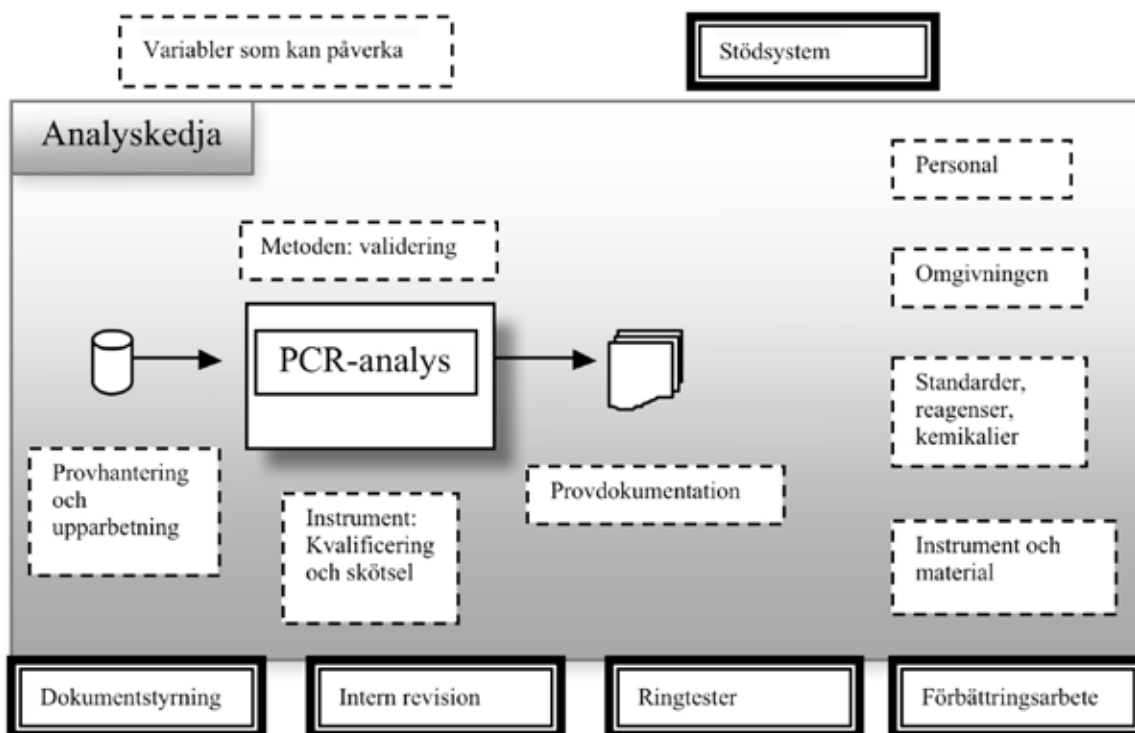 Variabler som kan påverka
Stödsystem
Analyskedja
Personal
Metoden: validering
Omgivningen
PCR-analys
Standarder,
reagenser,
kemikalier
Provhantering
och
upparbetning
Provdokumentation
Instrument:
Kvalificering
och skötsel
Instrument och
material
Dokumentstyrning
Intern revision
Ringtester
Förbättringsarbete